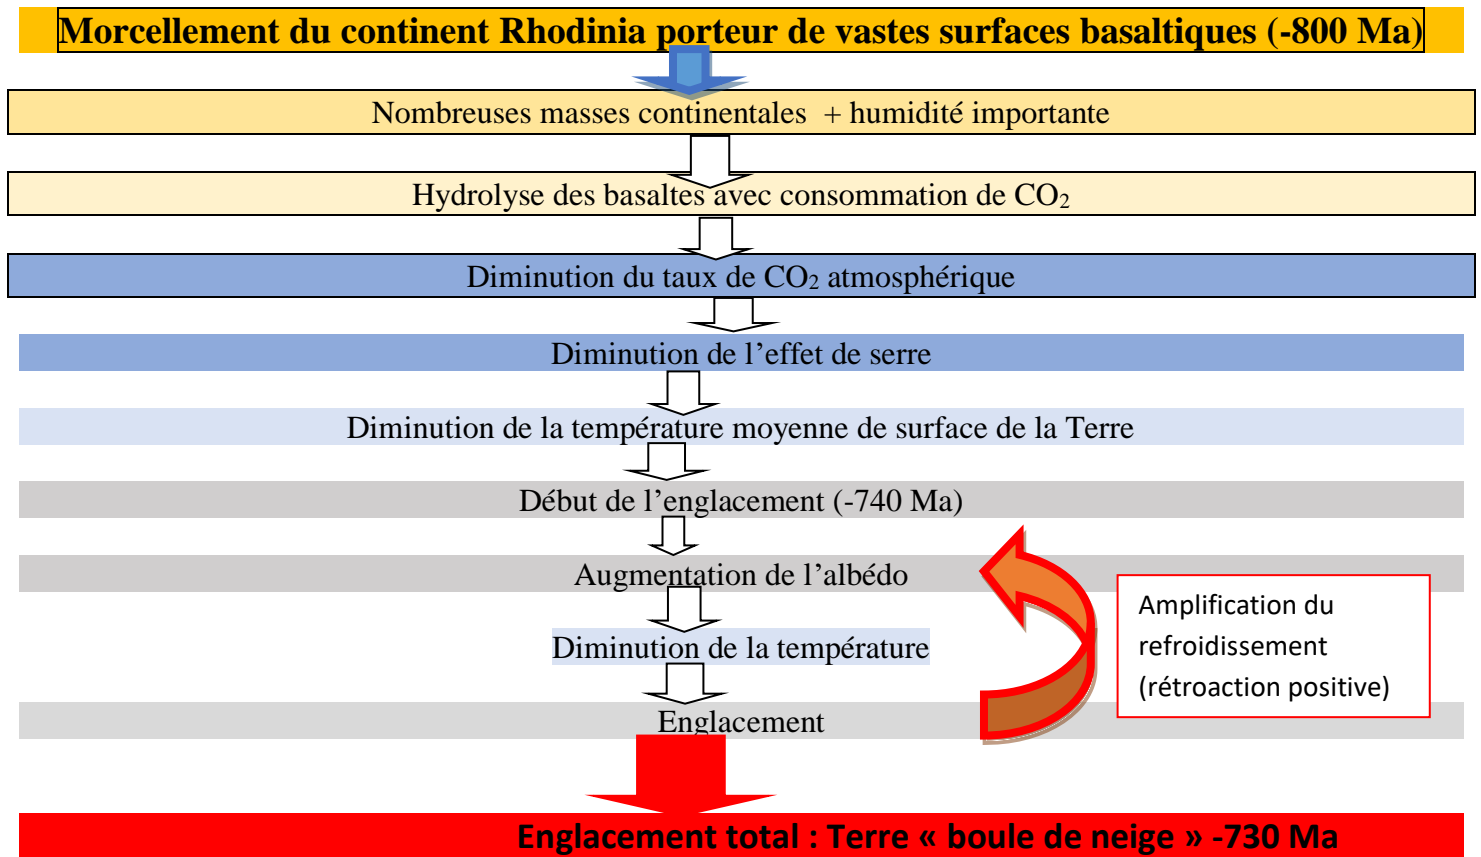 Morcellement du continent Rhodinia porteur de vastes surfaces basaltiques (-800 Ma)
Nombreuses masses continentales + humidité importante
Hydrolyse des basaltes avec consommation de CO₂
Diminution du taux de CO₂ atmosphérique
Diminution de l’effet de serre
Diminution de la température moyenne de surface de la Terre
Début de l’englacement (-740 Ma)
Augmentation de l’albédo
Diminution de la température
Englacement
Amplification du
refroidissement
(rétroaction positive)
Englacement total : Terre « boule de neige » -730 Ma